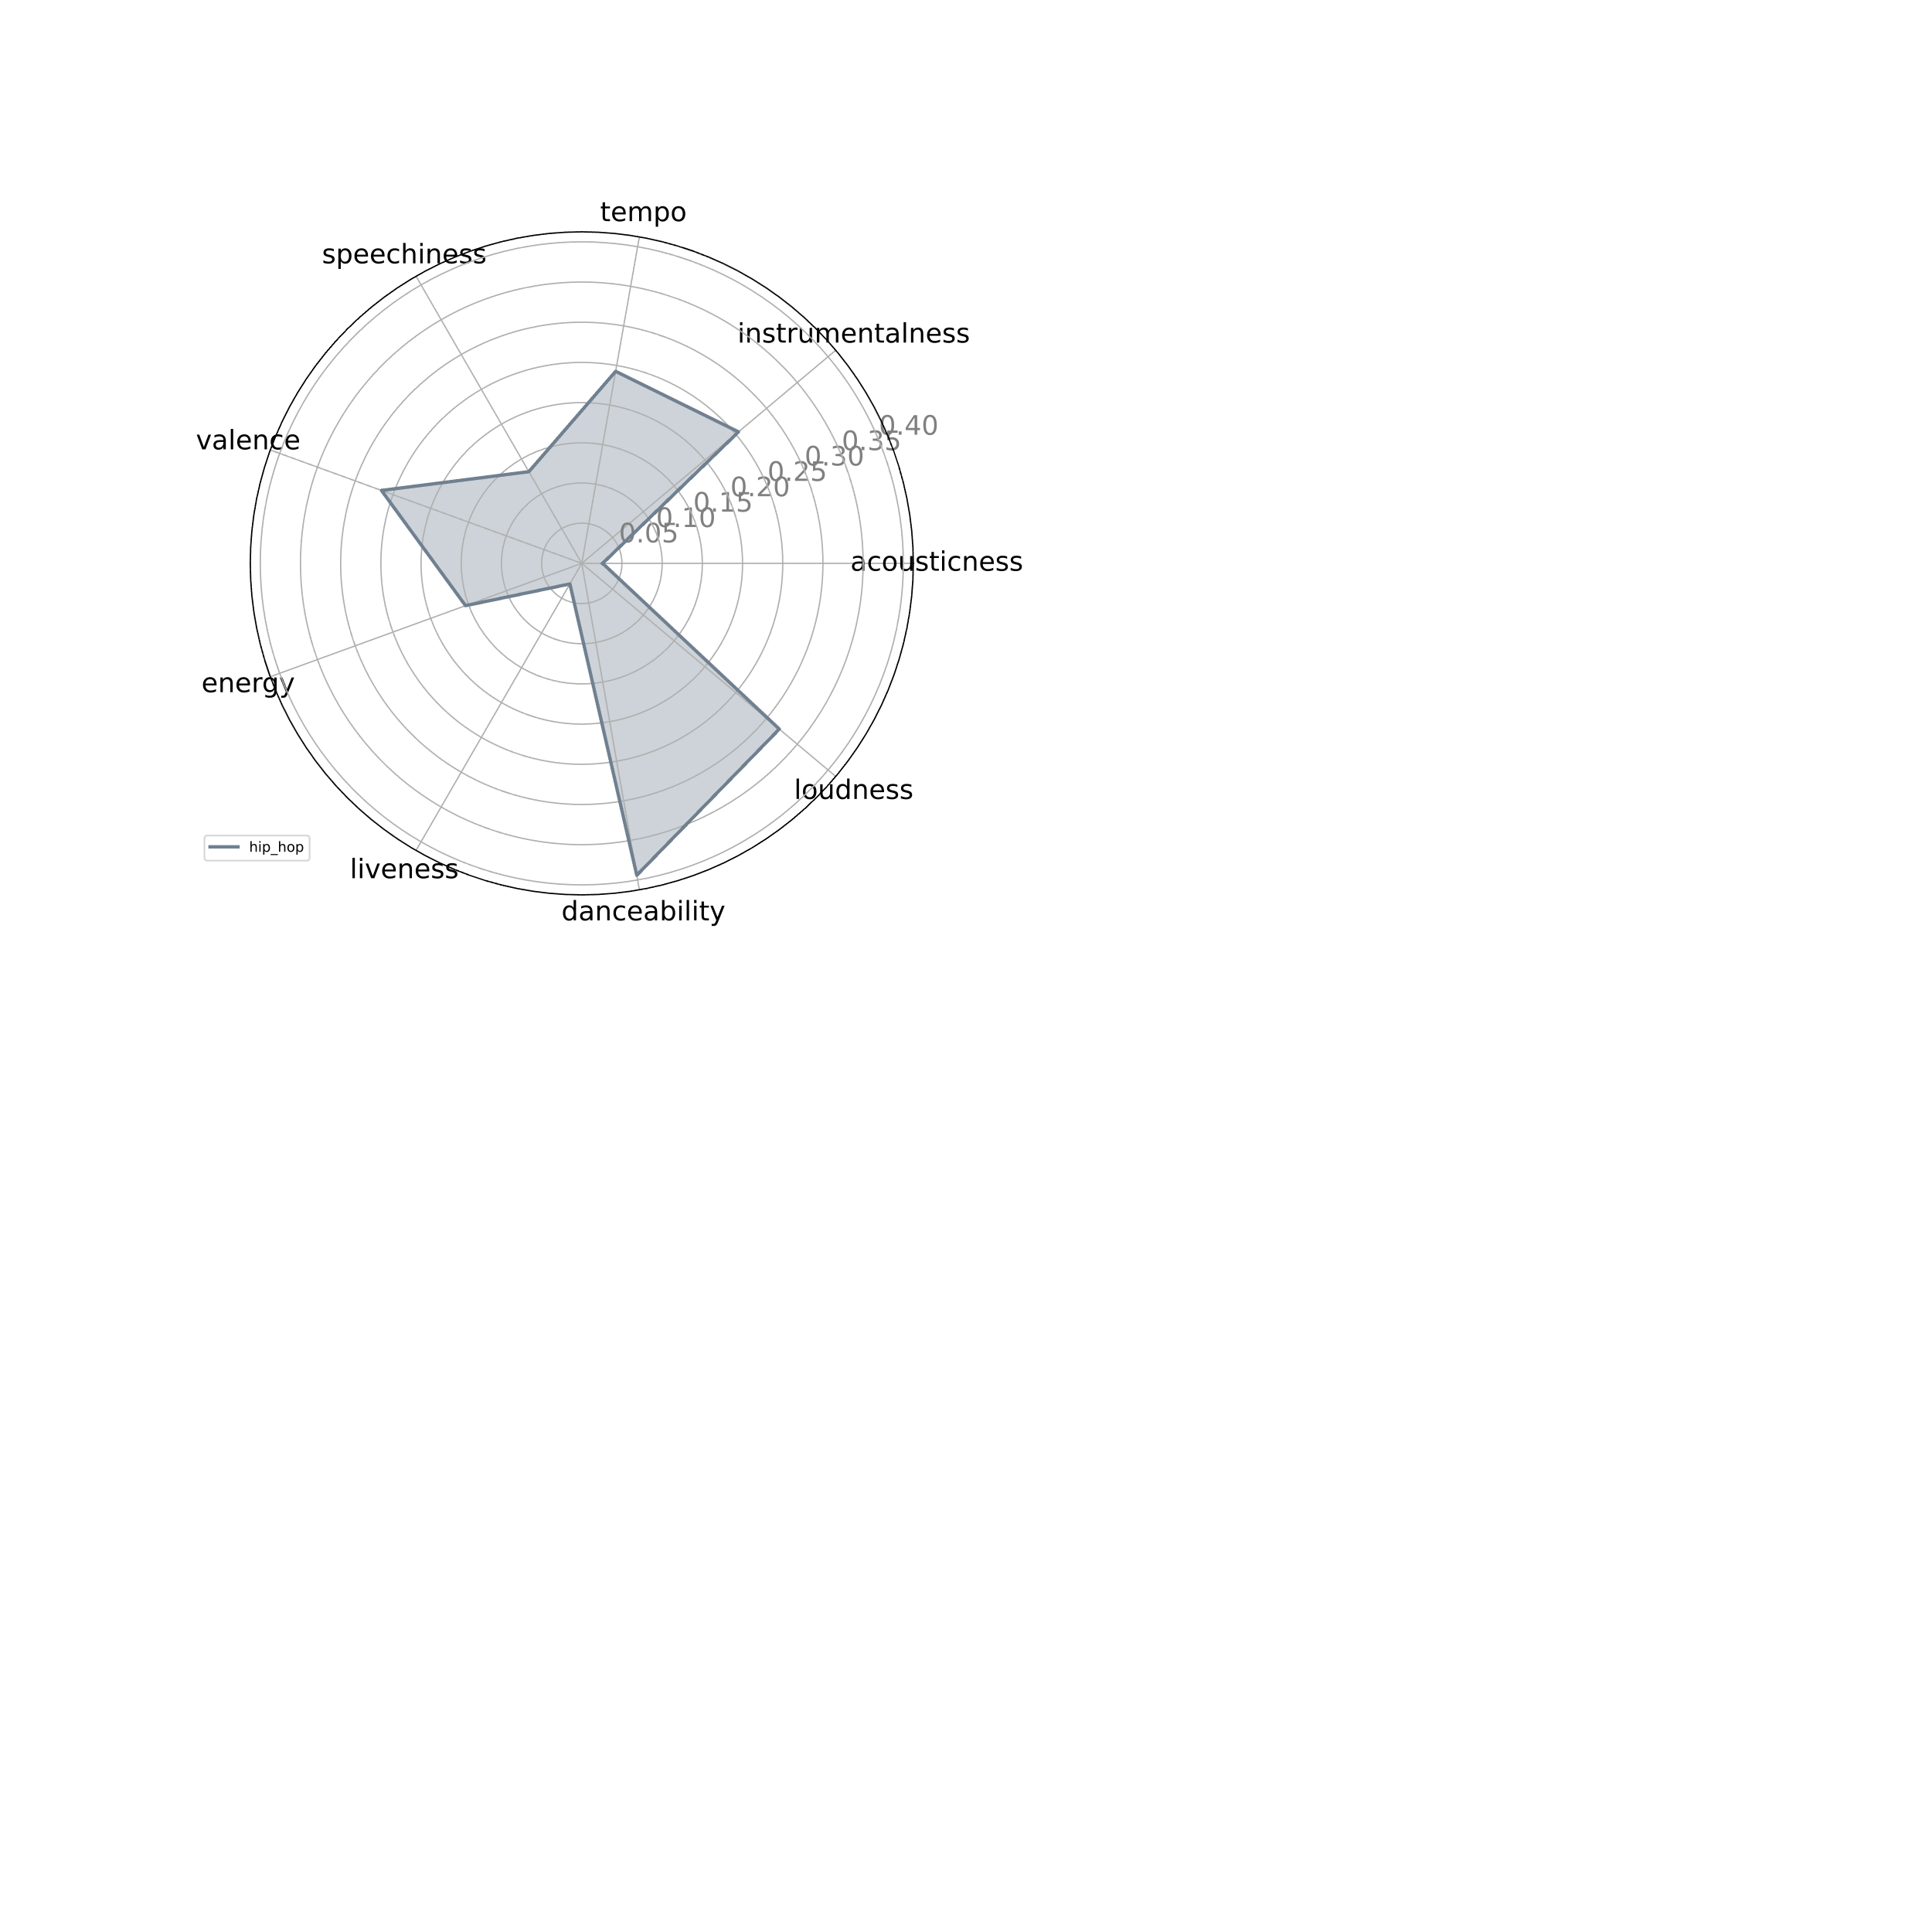 tempo
speechiness
instrumentalness
0.40
valence
0.35
0.30
0.25
0.20
0.15
0.10
0.05
acousticness
energy
loudness
hip_hop
liveness
danceability